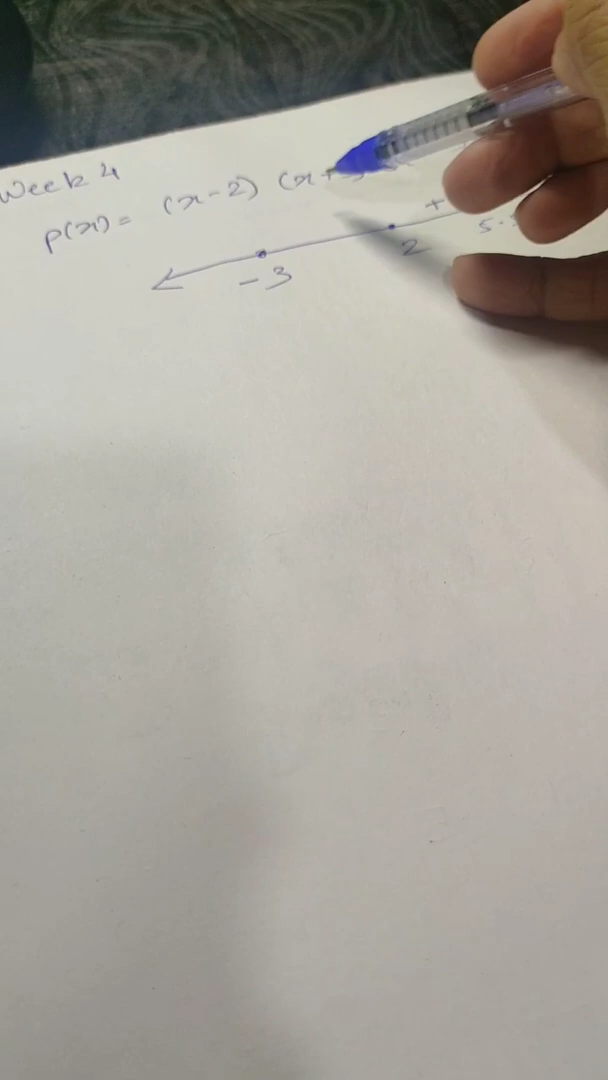 Week 4
p(x) = (x-2) (x+
+
-3 2